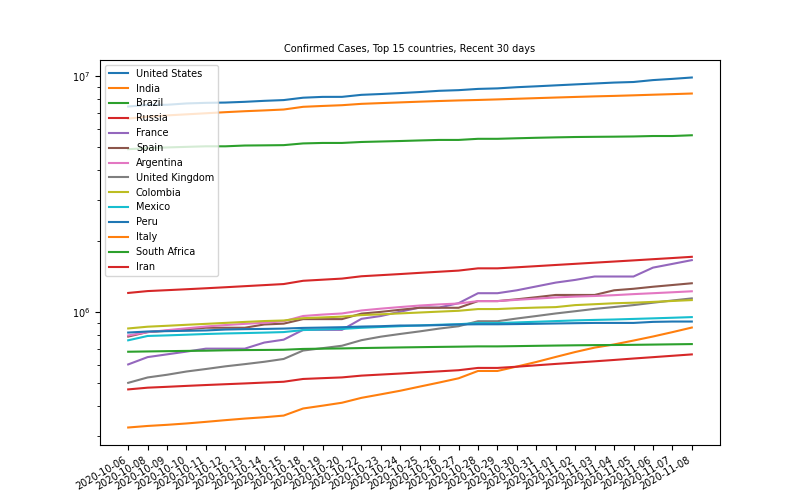 Confirmed Cases, Top 15 countries, Recent 30 days
10⁷
10⁶
United States
India
Brazil
Russia
France
Spain
Argentina
United Kingdom
Colombia
Mexico
Peru
Italy
South Africa
Iran
2020-10-06
2020-10-08
2020-10-09
2020-10-10
2020-10-11
2020-10-12
2020-10-13
2020-10-14
2020-10-15
2020-10-18
2020-10-19
2020-10-20
2020-10-22
2020-10-23
2020-10-24
2020-10-25
2020-10-26
2020-10-27
2020-10-28
2020-10-29
2020-10-30
2020-10-31
2020-11-01
2020-11-02
2020-11-03
2020-11-04
2020-11-05
2020-11-06
2020-11-07
2020-11-08